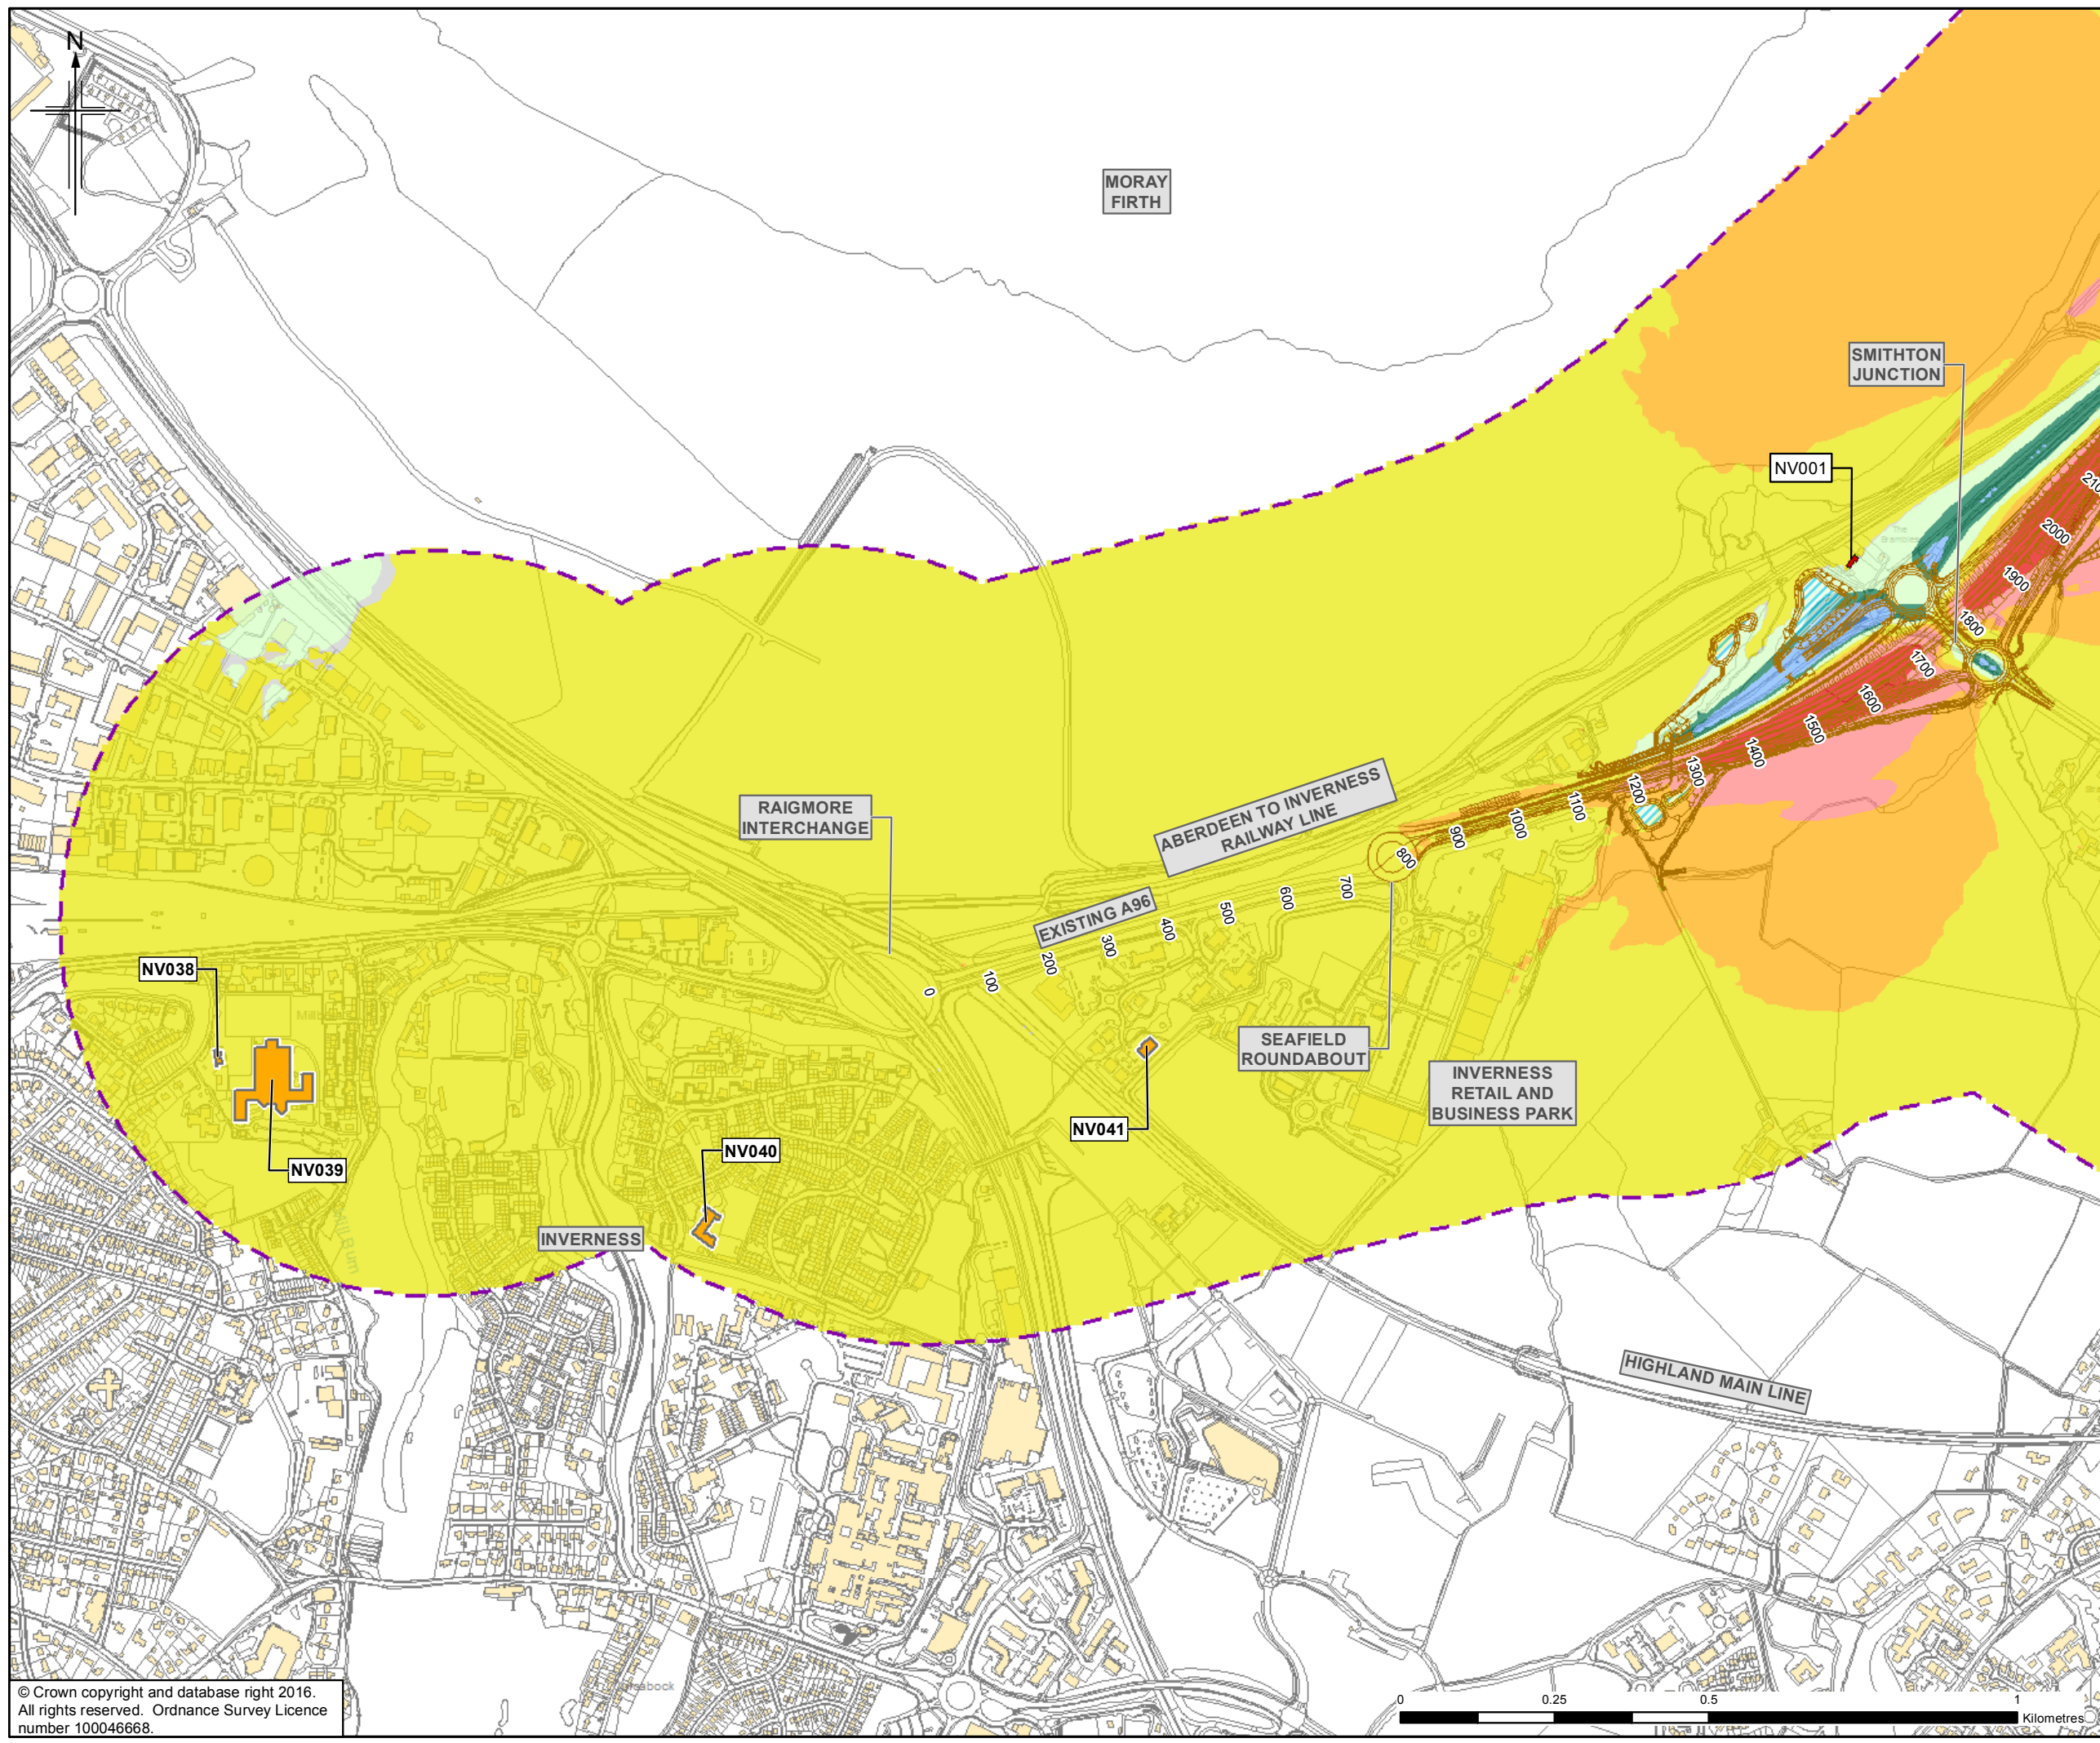 N
MORAY
FIRTH
SMITHTON
JUNCTION
NV001
The
2000
1900
1800
1700
1600
1500
1400
1300
1200
1100
1000
900
800
700
600
500
400
300
200
100
0
RAIGMORE
INTERCHANGE
ABERDEEN TO INVERNESS
RAILWAY LINE
EXISTING A96
NV038
NV039
NV040
NV041
SEAFIELD
ROUNDABOUT
INVERNESS
RETAIL AND
BUSINESS PARK
INVERNESS
Mill Burn
HIGHLAND MAIN LINE
© Crown copyright and database right 2016.
All rights reserved. Ordnance Survey Licence
number 100046668.
0
0.25
0.5
1
Kilometres